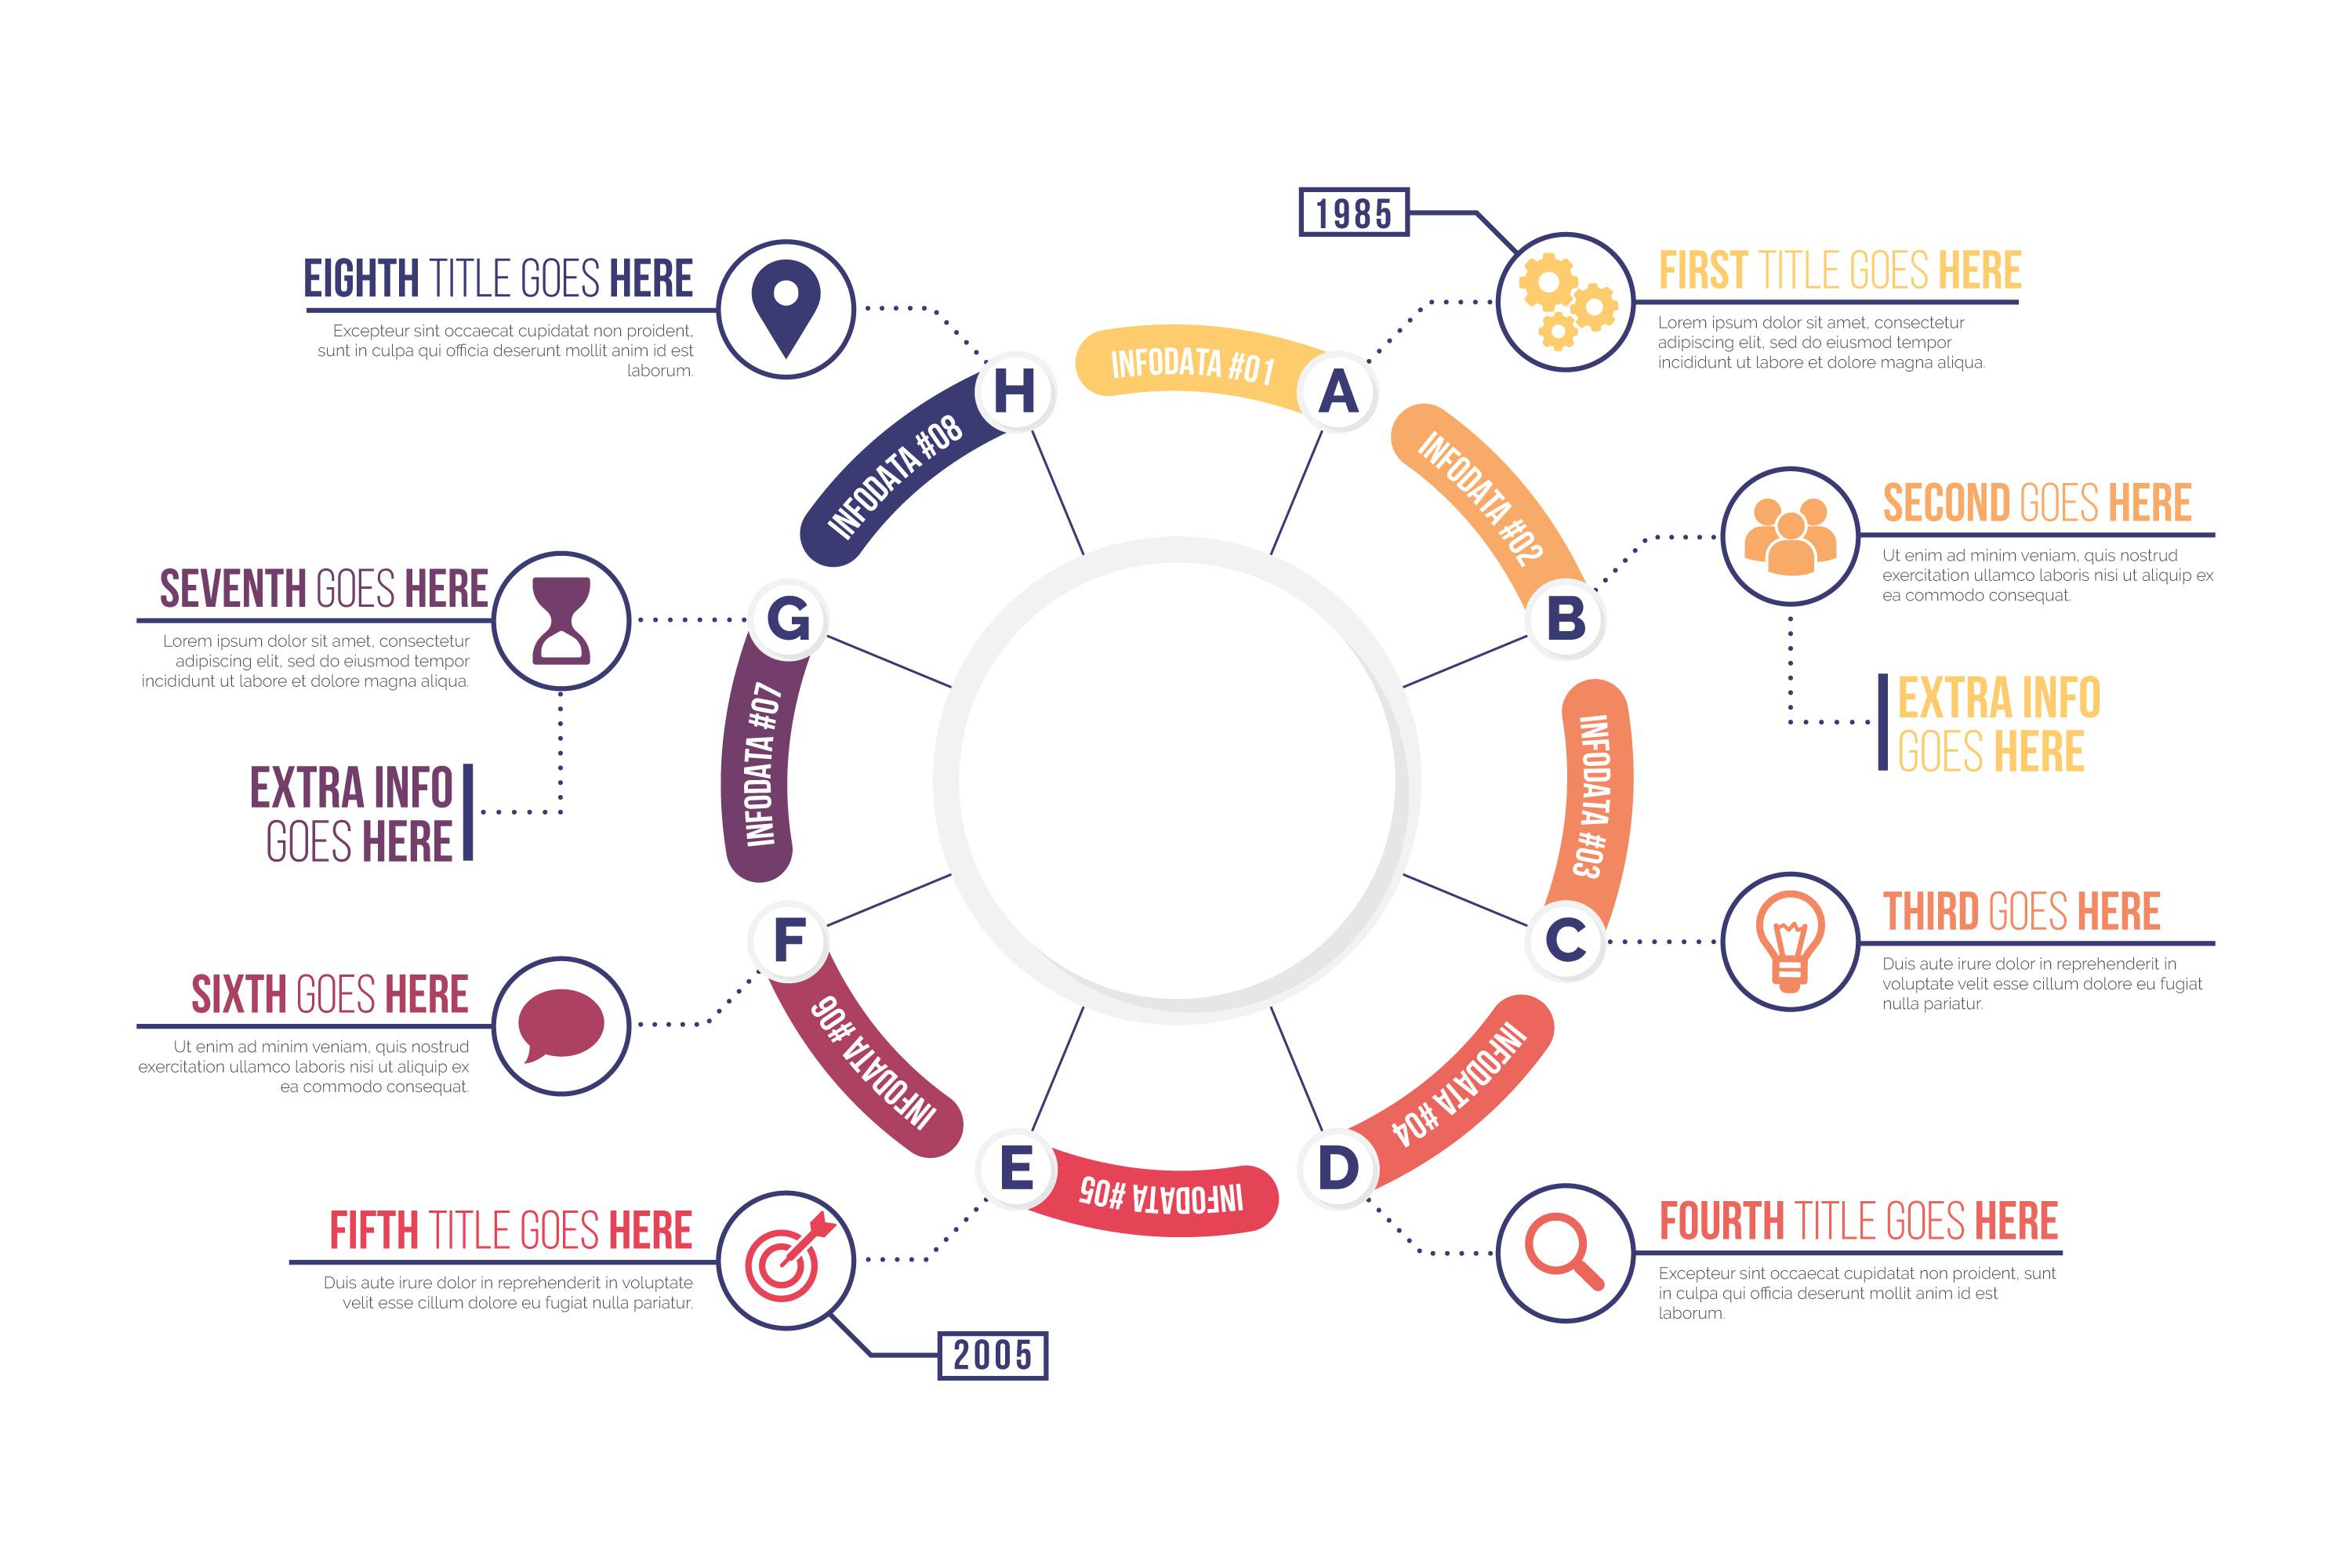 1985
FIRST TITLE GOES HERE
Lorem ipsum dolor sit amet, consectetur
adipiscing elit, sed do eiusmod tempor
incididunt ut labore et dolore magna aliqua.
INFODATA #01
A
SECOND GOES HERE
Ut enim ad minim veniam, quis nostrud
exercitation ullamco laboris nisi ut aliquip ex
ea commodo consequat.
EXTRA INFO
GOES HERE
INFODATA #02
B
THIRD GOES HERE
Duis aute irure dolor in reprehenderit in
voluptate velit esse cillum dolore eu fugiat
nulla pariatur.
INFODATA #03
C
FOURTH TITLE GOES HERE
Excepteur sint occaecat cupidatat non proident, sunt
in culpa qui officia deserunt mollit anim id est
laborum.
INFODATA #04
D
FIFTH TITLE GOES HERE
Duis aute irure dolor in reprehenderit in voluptate
velit esse cillum dolore eu fugiat nulla pariatur.
2005
INFODATA #05
E
SIXTH GOES HERE
Ut enim ad minim veniam, quis nostrud
exercitation ullamco laboris nisi ut aliquip ex
ea commodo consequat.
INFODATA #06
F
SEVENTH GOES HERE
Lorem ipsum dolor sit amet, consectetur
adipiscing elit, sed do eiusmod tempor
incididunt ut labore et dolore magna aliqua.
EXTRA INFO
GOES HERE
INFODATA #07
G
EIGHTH TITLE GOES HERE
Excepteur sint occaecat cupidatat non proident,
sunt in culpa qui officia deserunt mollit anim id est
laborum.
INFODATA #08
H